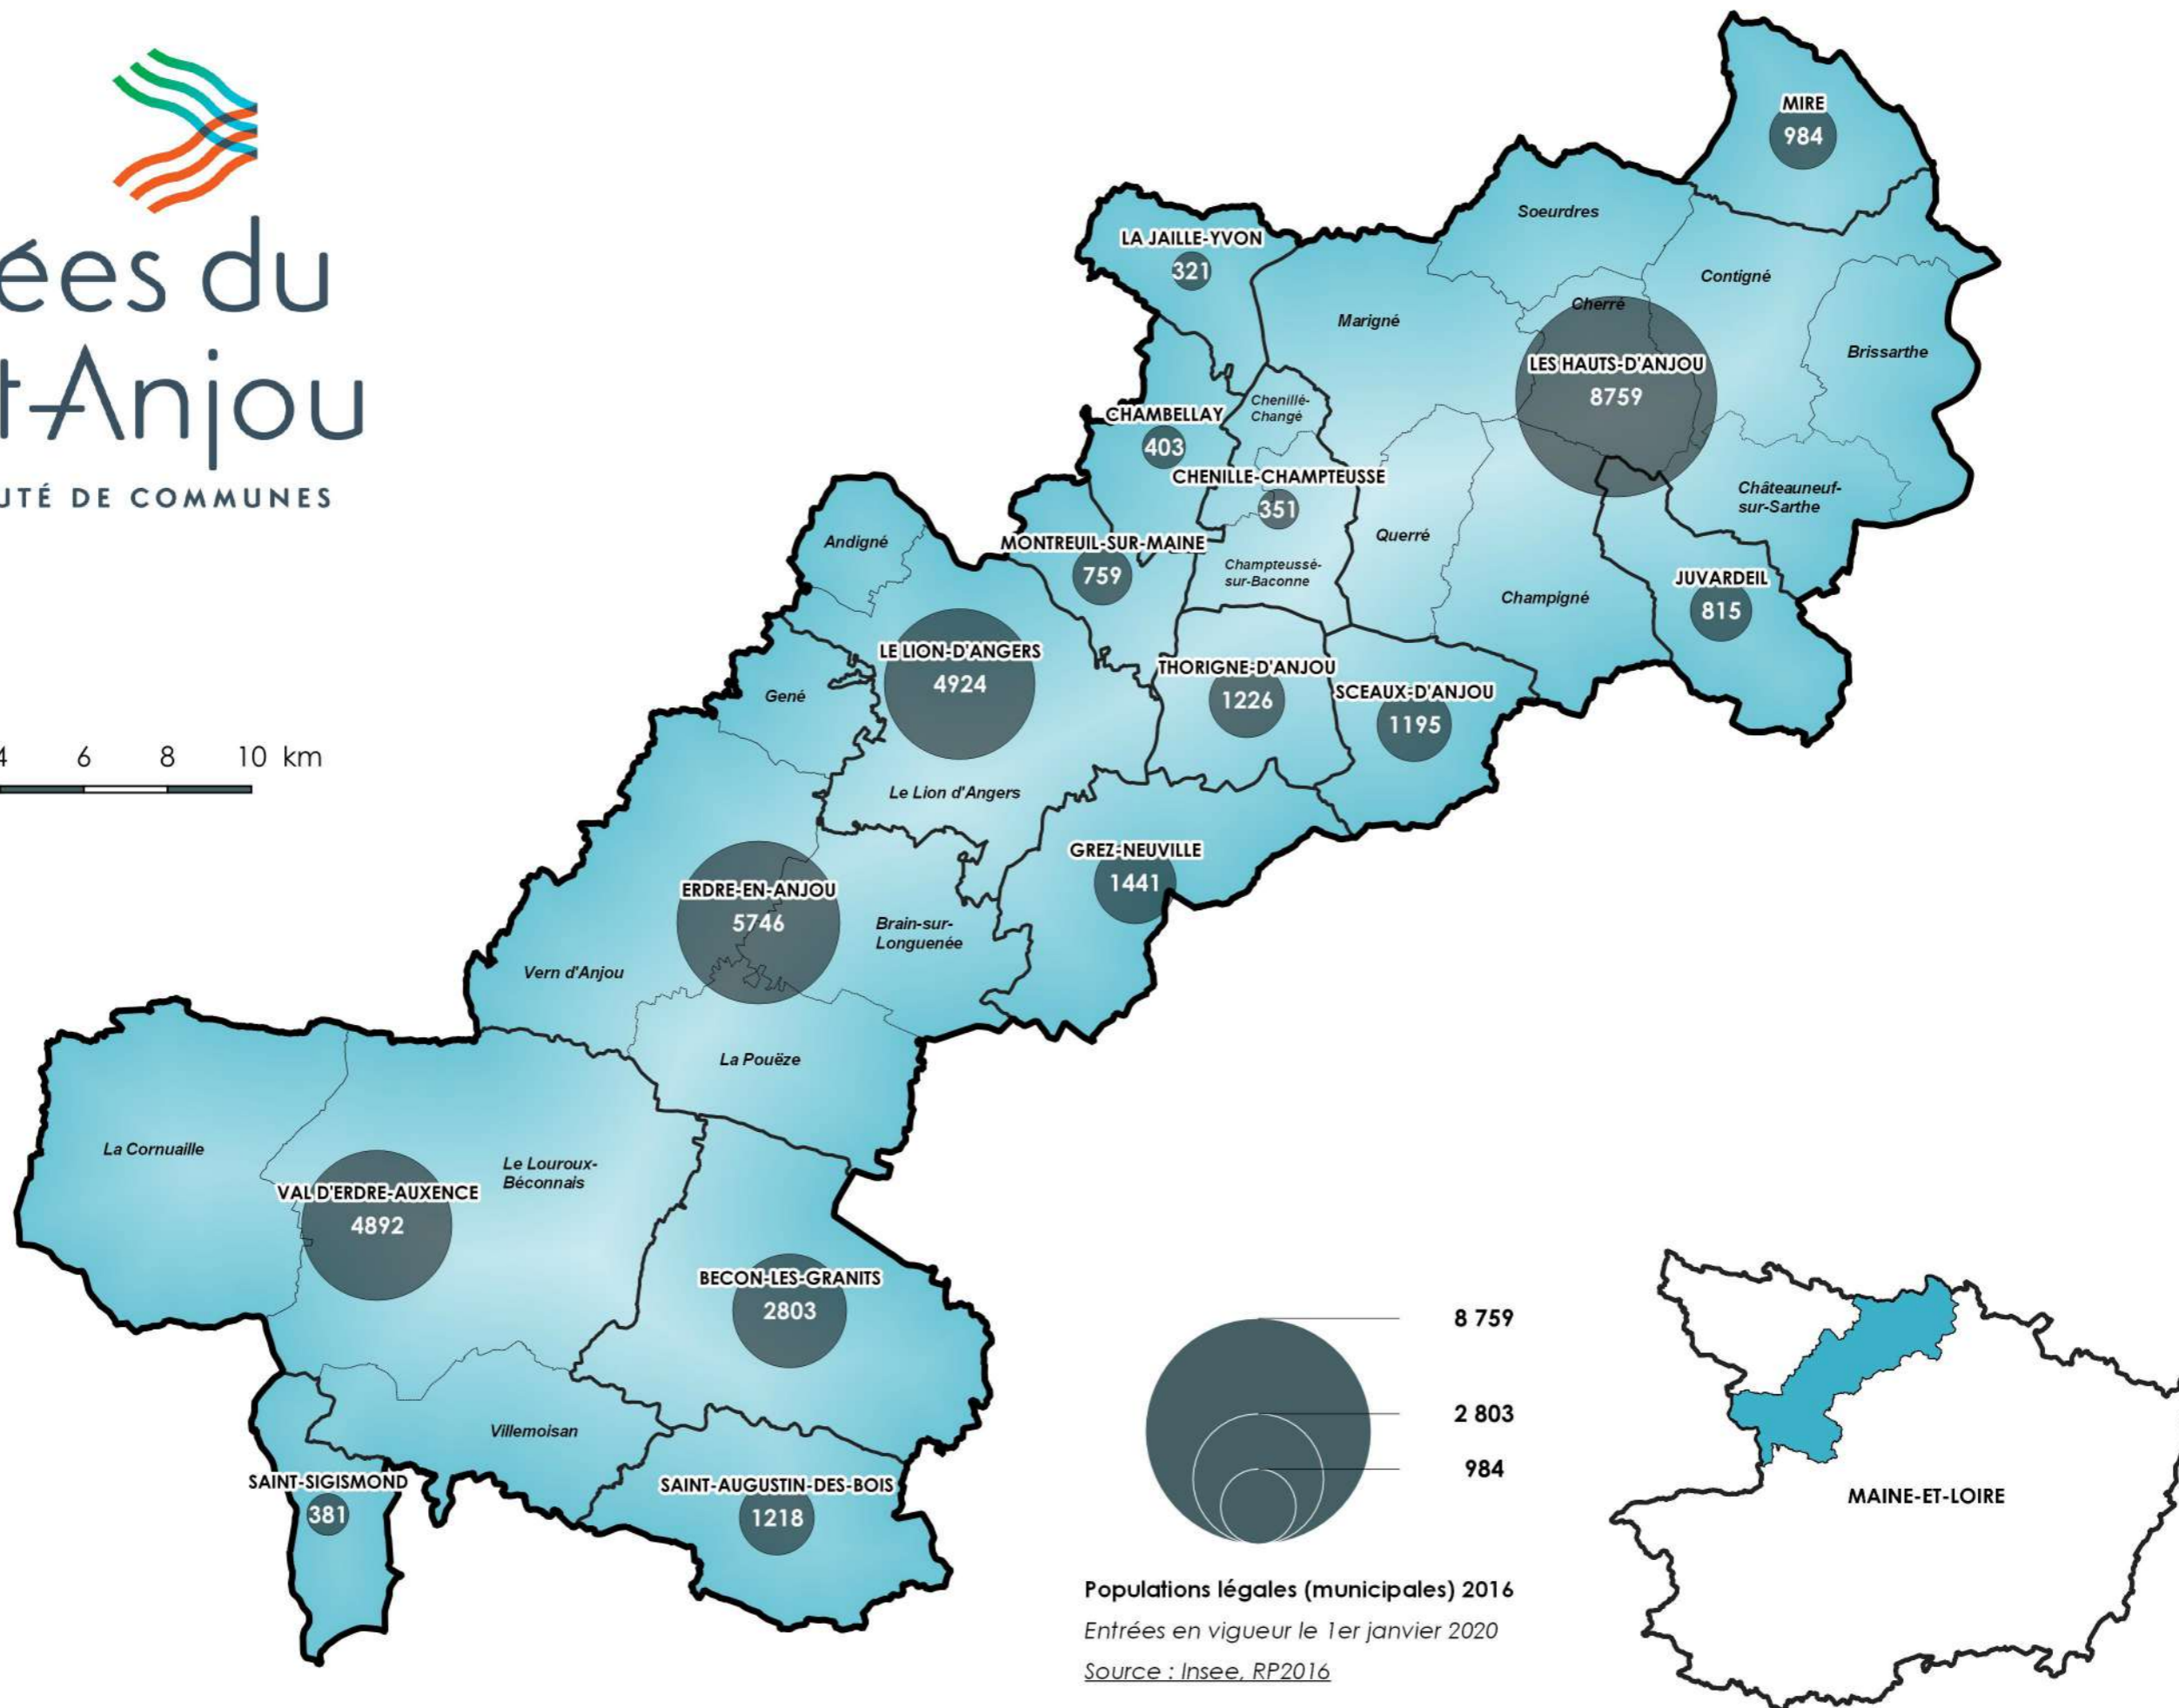 ées du
t-Anjou
UTÉ DE COMMUNES
4 6 8 10 km
MIRE
984
Soeurdres
LA JAILLE-YVON
321
Contigné
Cherré
Marigné
Brissarthe
LES HAUTS-D'ANJOU
8759
Chenillé-
Changé
CHAMBELLAY
403
CHENILLE-CHAMPTEUSSE
351
Châteauneuf-
sur-Sarthe
Querré
Andigné
MONTREUIL-SUR-MAINE
759
Champteussé-
sur-Baconne
JUVARDEIL
815
Champigné
LE LION-D'ANGERS
4924
THORIGNE-D'ANJOU
1226
SCEAUX-D'ANJOU
1195
Gené
Le Lion d'Angers
GREZ-NEUVILLE
1441
ERDRE-EN-ANJOU
5746
Brain-sur-
Longuenée
Vern d'Anjou
La Pouëze
La Cornuaille
Le Louroux-
Béconnais
VAL D'ERDRE-AUXENCE
4892
BECON-LES-GRANITS
2803
Villemoisan
SAINT-SIGISMOND
381
SAINT-AUGUSTIN-DES-BOIS
1218
8 759
2 803
984
Populations légales (municipales) 2016
Entrées en vigueur le 1er janvier 2020
Source : Insee, RP2016
MAINE-ET-LOIRE